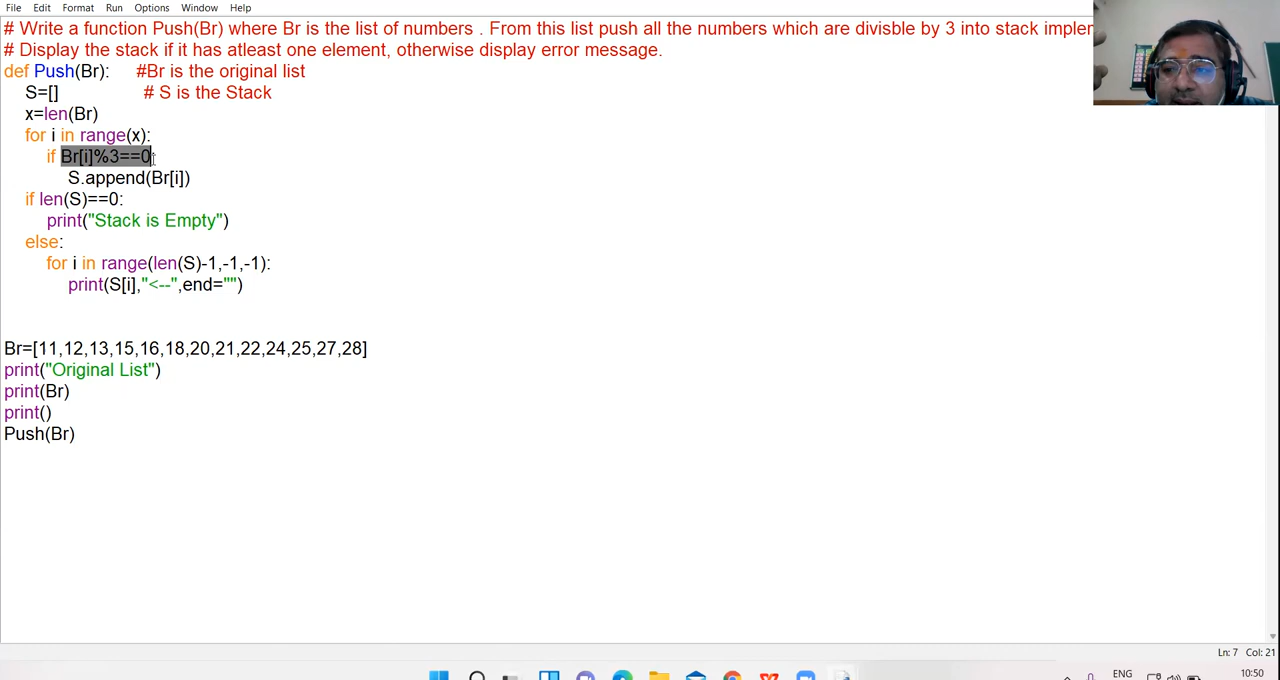 File Edit Format Run Options Window Help
# Write a function Push(Br) where Br is the list of numbers . From this list push all the numbers which are divisble by 3 into stack impler
# Display the stack if it has atleast one element, otherwise display error message.
def Push(Br): #Br is the original list
S=[] # S is the Stack
x=len(Br)
for i in range(x):
if Br[i]%3==0:
S.append(Br[i])
if len(S)==0:
print("Stack is Empty")
else:
for i in range(len(S)-1,-1,-1):
print(S[i],"<--",end="")
Br=[11,12,13,15,16,18,20,21,22,24,25,27,28]
print("Original List")
print(Br)
print()
Push(Br)
Ln: 7 Col: 21
ENG
10:50